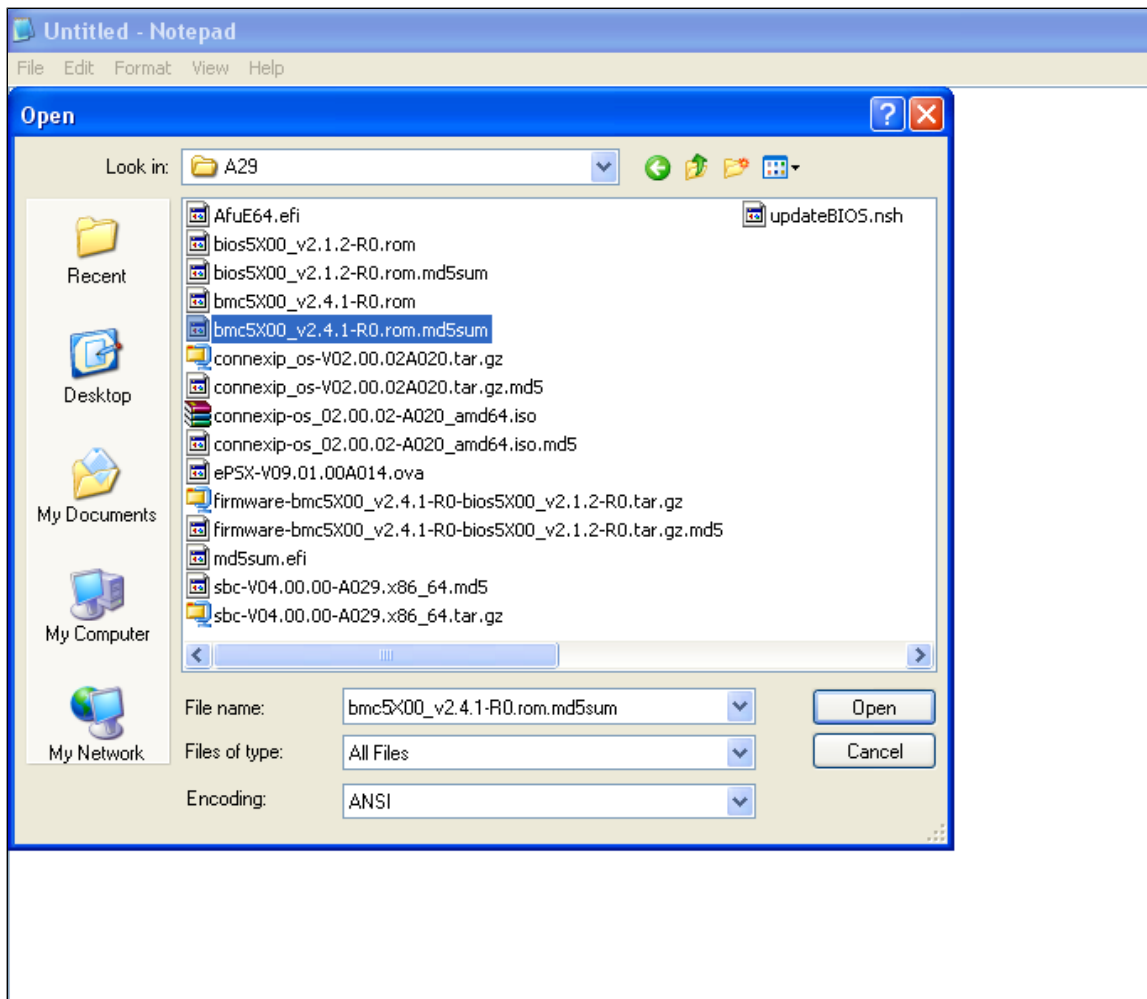 Untitled - Notepad
File Edit Format View Help
Open
Look in: A29
Recent
Desktop
My Documents
My Computer
My Network
AfuE64.efi
bios5X00_v2.1.2-R0.rom
bios5X00_v2.1.2-R0.rom.md5sum
bmc5X00_v2.4.1-R0.rom
bmc5X00_v2.4.1-R0.rom.md5sum
connexip_os-V02.00.02A020.tar.gz
connexip_os-V02.00.02A020.tar.gz.md5
connexip-os_02.00.02-A020_amd64.iso
connexip-os_02.00.02-A020_amd64.iso.md5
ePSX-V09.01.00A014.ova
firmware-bmc5X00_v2.4.1-R0-bios5X00_v2.1.2-R0.tar.gz
firmware-bmc5X00_v2.4.1-R0-bios5X00_v2.1.2-R0.tar.gz.md5
md5sum.efi
sbc-V04.00.00-A029.x86_64.md5
sbc-V04.00.00-A029.x86_64.tar.gz
updateBIOS.nsh
File name: bmc5X00_v2.4.1-R0.rom.md5sum Open
Files of type: All Files Cancel
Encoding: ANSI